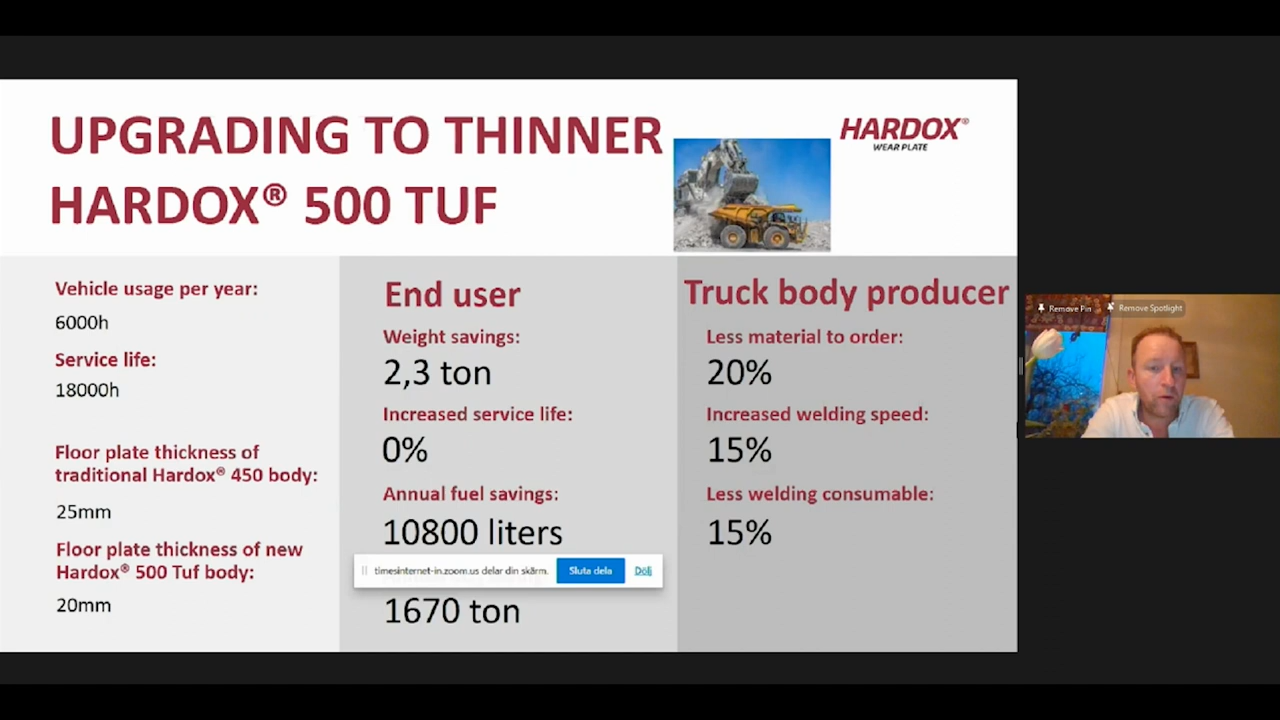 UPGRADING TO THINNER
HARDOX® 500 TUF
HARDOX®
WEAR PLATE
Vehicle usage per year:
6000h
Service life:
18000h
Floor plate thickness of
traditional Hardox® 450 body:
25mm
Floor plate thickness of new
Hardox® 500 Tuf body:
20mm
End user
Weight savings:
2,3 ton
Increased service life:
0%
Annual fuel savings:
10800 liters
timesinternet-in.zoom.us delar din skärm.
Sluta dela
Dölj
1670 ton
Truck body producer
Less material to order:
20%
Increased welding speed:
15%
Less welding consumable:
15%
Remove Pin
Remove Spotlight